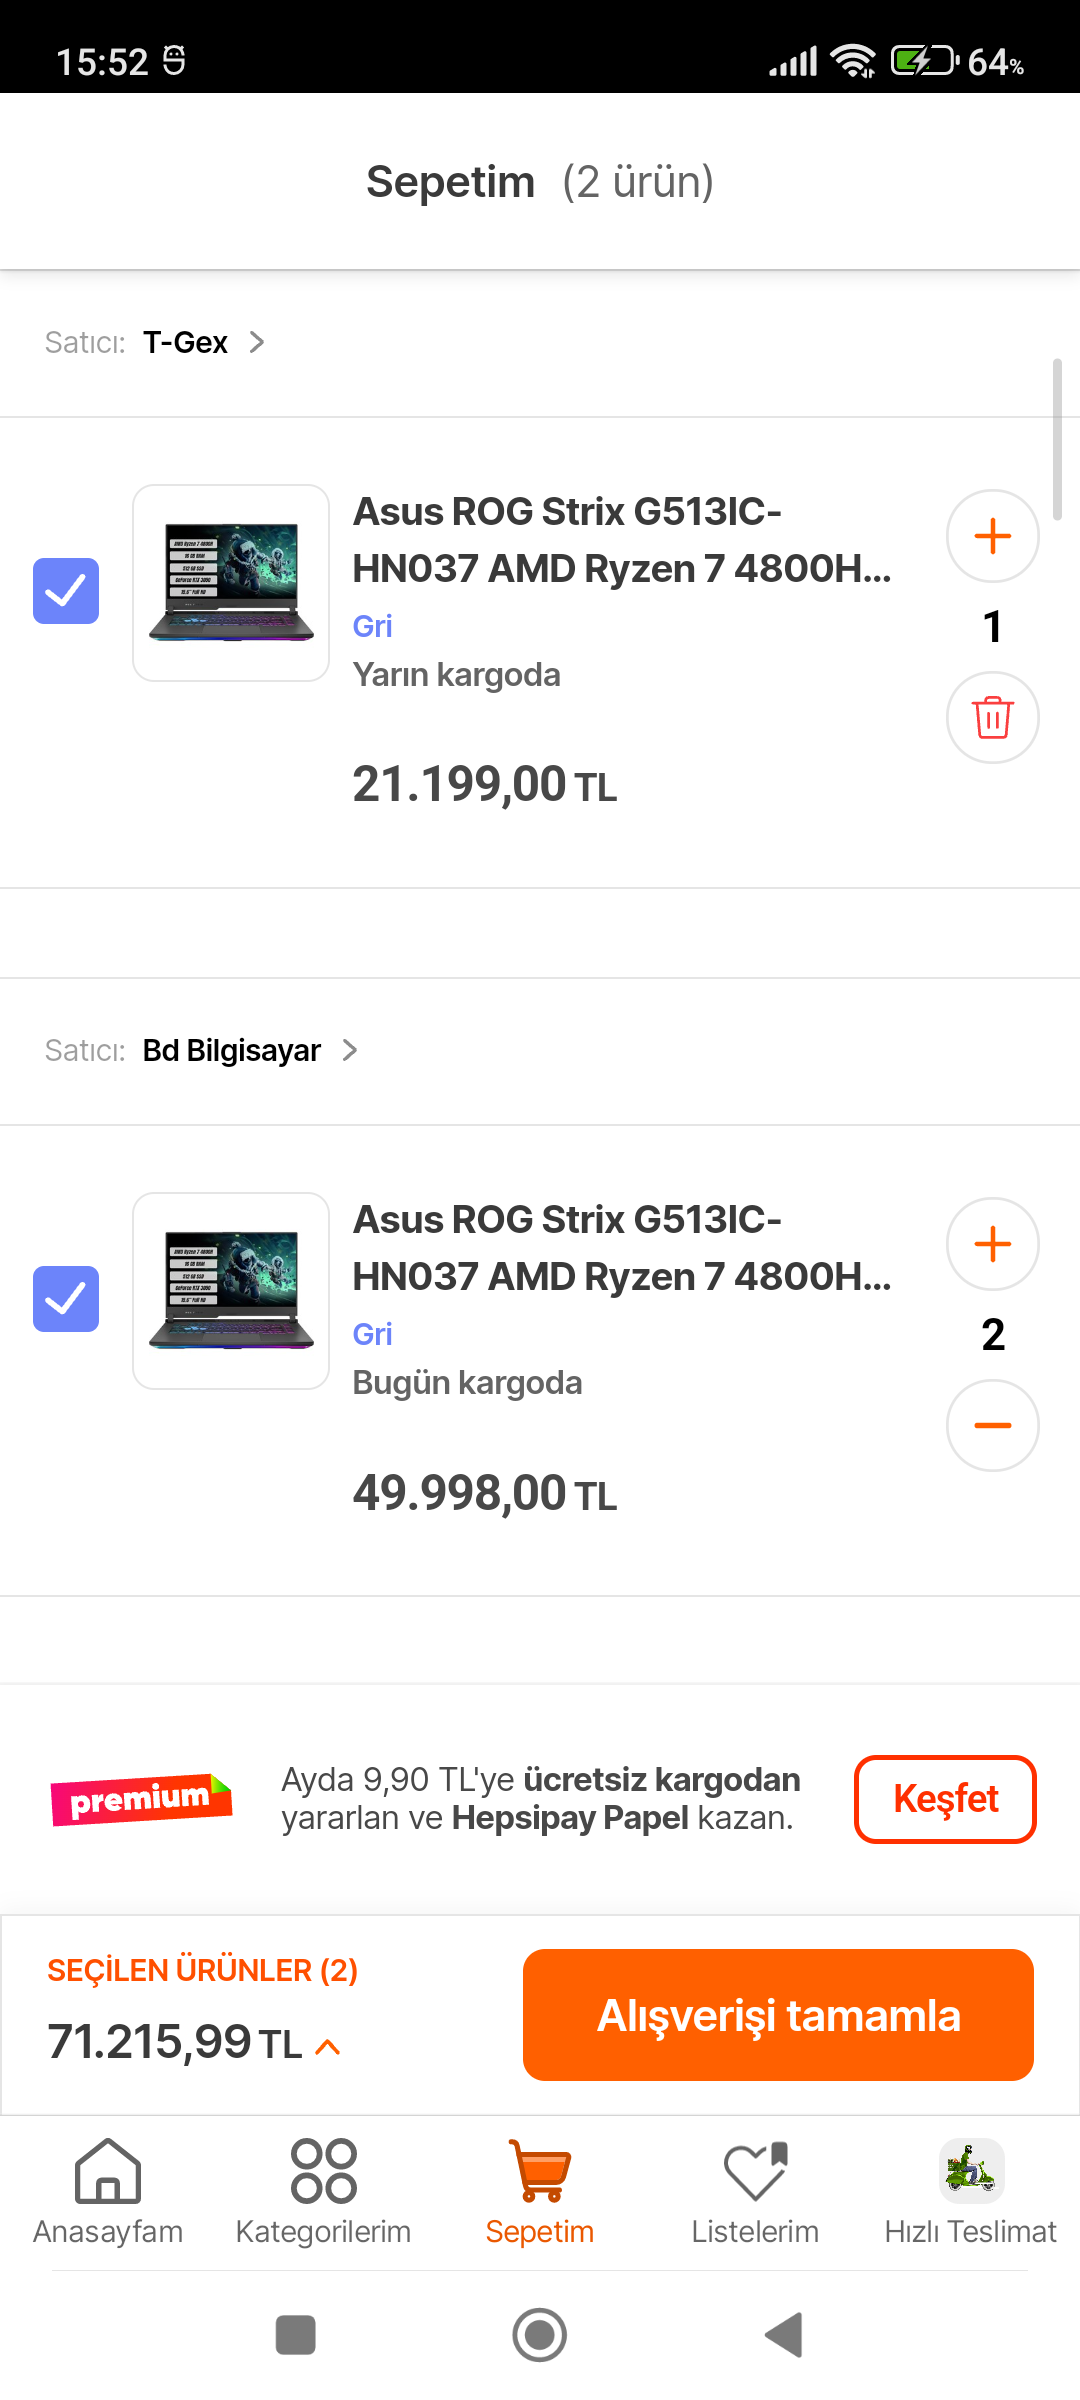 15:52
64%
Sepetim (2 ürün)
Satıcı: T-Gex
Asus ROG Strix G513IC-
HN037 AMD Ryzen 7 4800H...
Gri
Yarın kargoda
21.199,00 TL
1
Satıcı: Bd Bilgisayar
Asus ROG Strix G513IC-
HN037 AMD Ryzen 7 4800H...
Gri
Bugün kargoda
49.998,00 TL
2
premium
Ayda 9,90 TL'ye ücretsiz kargodan
yararlan ve Hepsipay Papel kazan.
Keşfet
SEÇİLEN ÜRÜNLER (2)
71.215,99 TL
Alışverişi tamamla
Anasayfam
Kategorilerim
Sepetim
Listelerim
Hızlı Teslimat